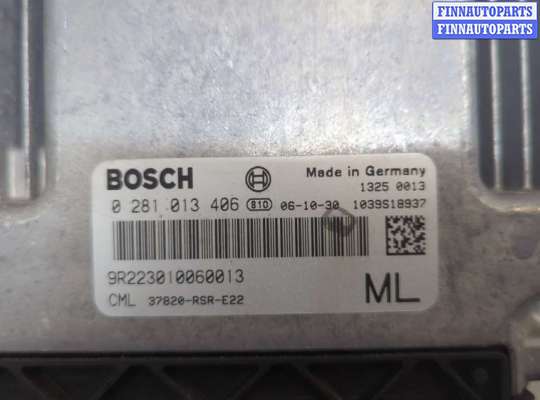 FINNAUTOPARTS
FINNAUTOPARTS
BOSCH
Made in Germany
1325 0013
0 281 013 406 810 06-10-30 1039S18937
9R223010060013
CML 37820-RSR-E22
ML